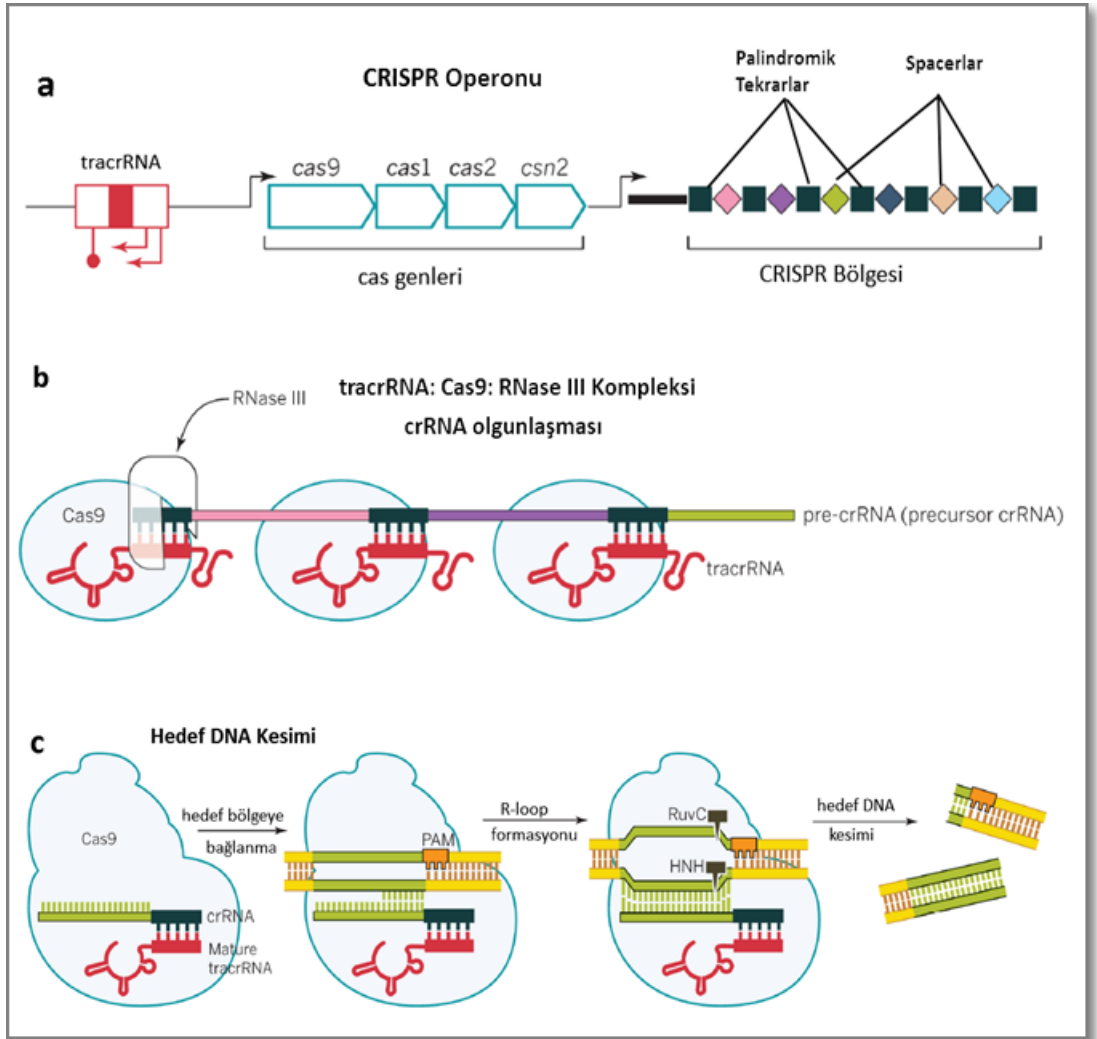 a
CRISPR Operonu
Palindromik
Tekrarlar
Spacerlar
tracrRNA
cas9
cas1
cas2
csn2
cas genleri
CRISPR Bölgesi
b
tracrRNA: Cas9: RNase III Kompleksi
crRNA olgunlaşması
RNase III
Cas9
pre-crRNA (precursor crRNA)
tracrRNA
c
Hedef DNA Kesimi
Cas9
hedef bölgeye
bağlanma
PAM
R-loop
formasyonu
RuvC
HNH
hedef DNA
kesimi
crRNA
Mature
tracrRNA